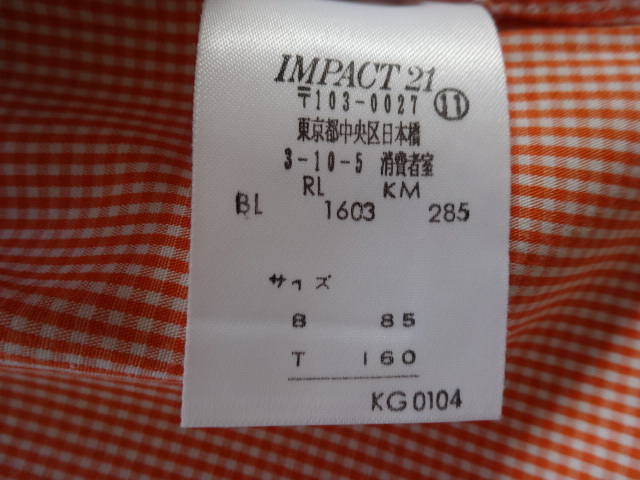 IMPACT 21
〒103-0027 ⑪
東京都中央区日本橋
3-10-5 消費者室
RL KM
BL 1603 285
サイズ
B 85
T 160
KG0104